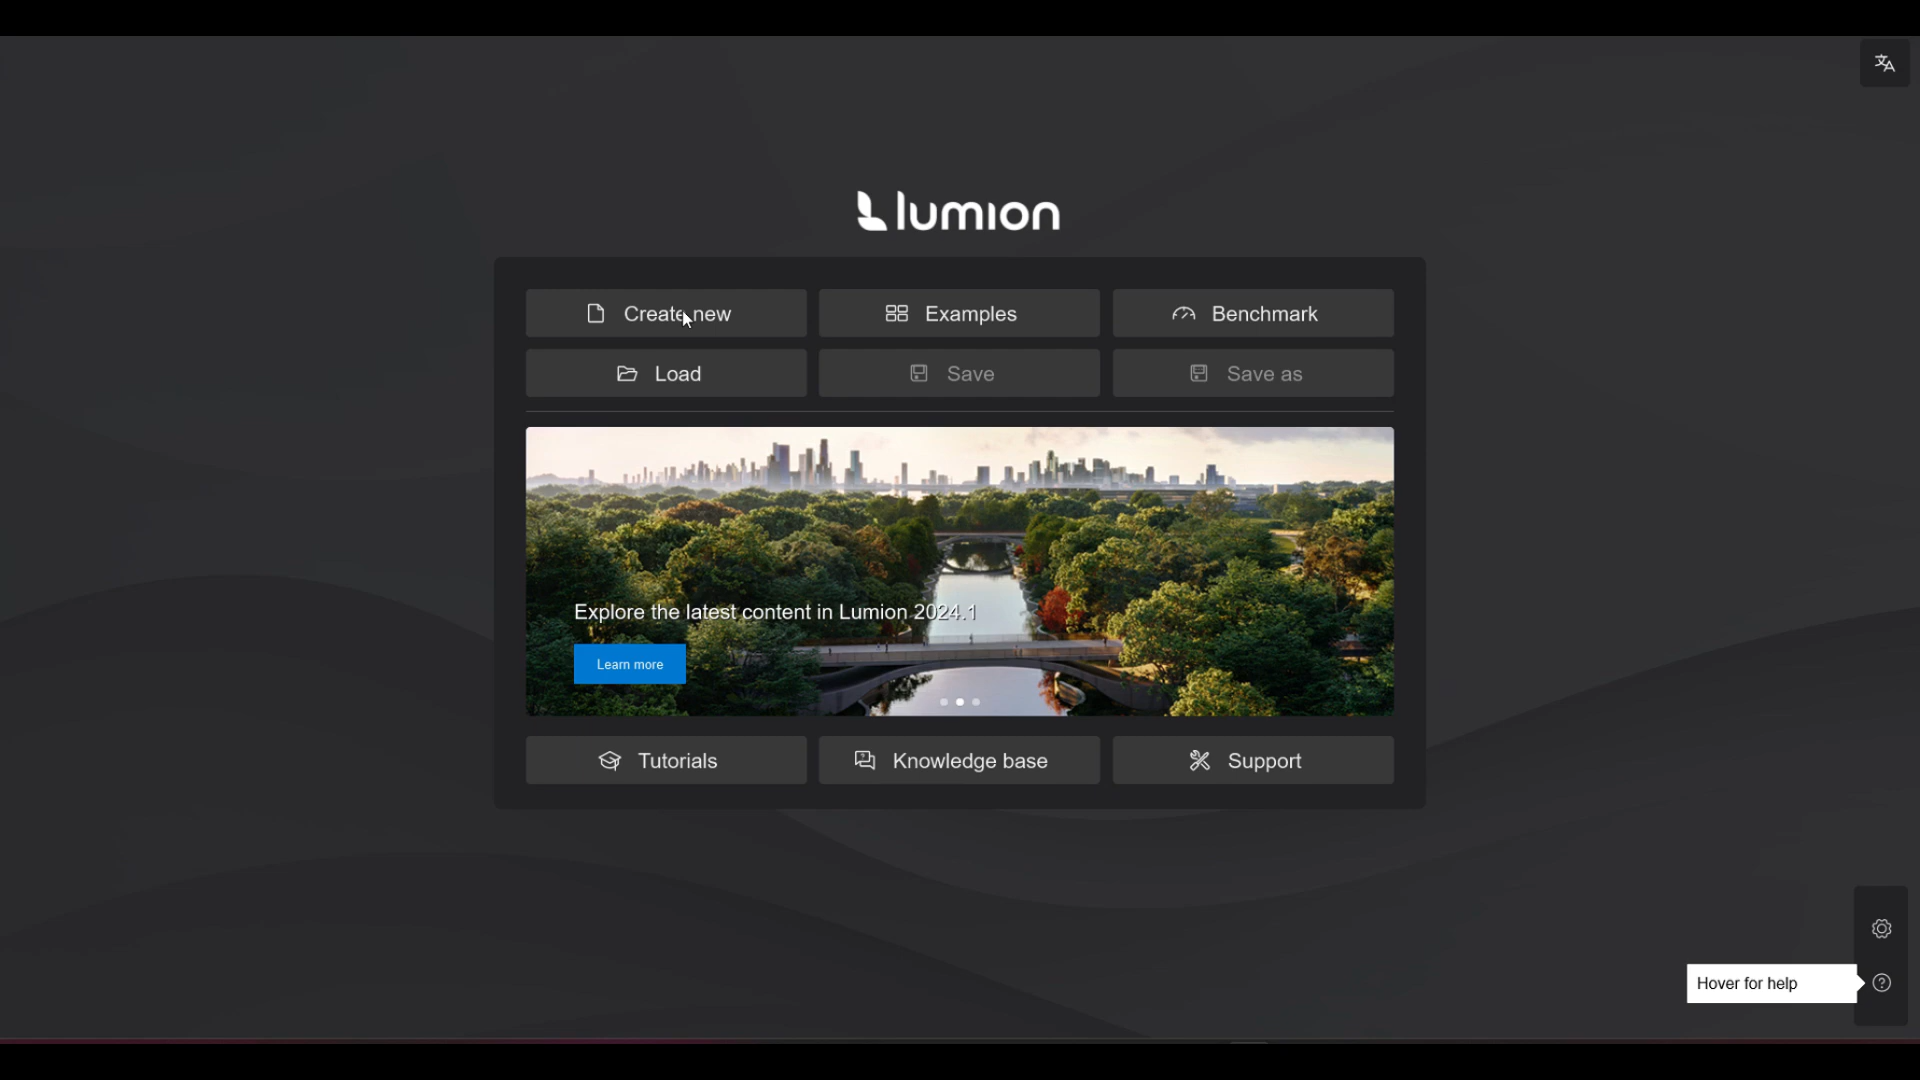 lumion
Create new
Examples
Benchmark
Load
Save
Save as
Explore the latest content in Lumion 2024.1
Learn more
Tutorials
Knowledge base
Support
Hover for help